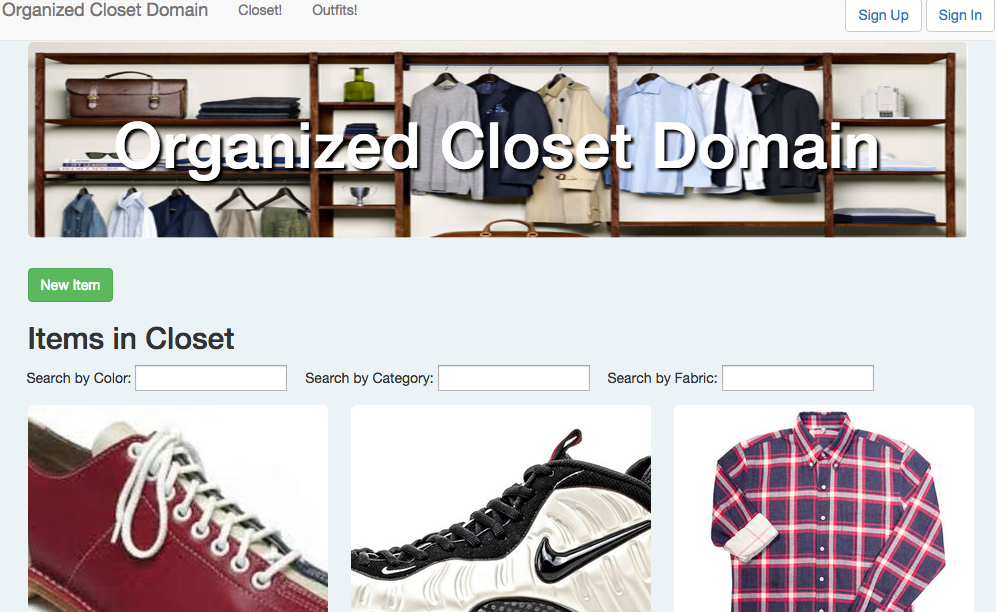 Organized Closet Domain Closet! Outfits! Sign Up Sign In
Organized Closet Domain
New Item
Items in Closet
Search by Color: Search by Category: Search by Fabric: